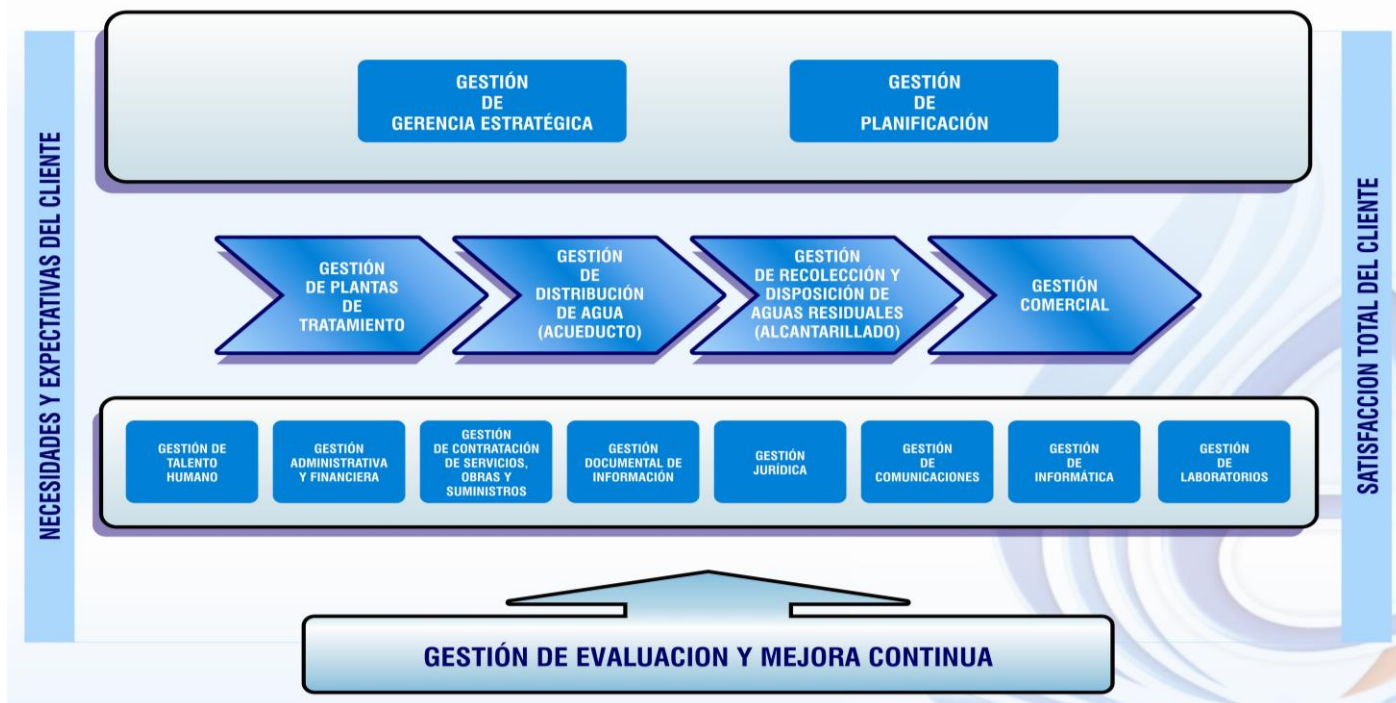 NECESIDADES Y EXPECTATIVAS DEL CLIENTE
GESTIÓN
DE
GERENCIA ESTRATÉGICA
GESTIÓN
DE
PLANIFICACIÓN
GESTIÓN
DE PLANTAS
DE
TRATAMIENTO
GESTIÓN
DE
DISTRIBUCIÓN
DE AGUA
(ACUEDUCTO)
GESTIÓN
DE RECOLECCIÓN Y
DISPOSICIÓN DE
AGUAS RESIDUALES
(ALCANTARILLADO)
GESTIÓN
COMERCIAL
GESTIÓN DE
TALENTO
HUMANO
GESTIÓN
ADMINISTRATIVA
Y FINANCIERA
GESTIÓN
DE CONTRATACIÓN
DE SERVICIOS,
OBRAS Y
SUMINISTROS
GESTIÓN
DOCUMENTAL DE
INFORMACIÓN
GESTIÓN
JURÍDICA
GESTIÓN
DE
COMUNICACIONES
GESTIÓN
DE
INFORMÁTICA
GESTIÓN
DE
LABORATORIOS
GESTIÓN DE EVALUACION Y MEJORA CONTINUA
SATISFACCION TOTAL DEL CLIENTE